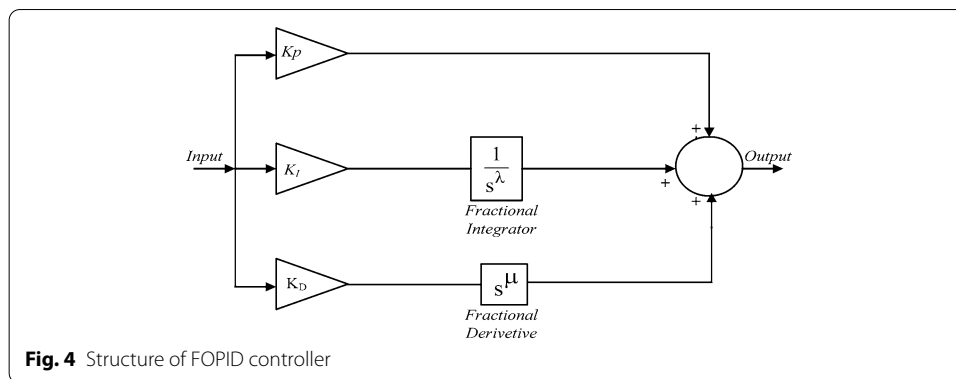 Kp
+
Input
K_I
1
s^λ
+
Output
Fractional
Integrator
+
K_D
s^μ
Fractional
Derivetive
Fig. 4 Structure of FOPID controller